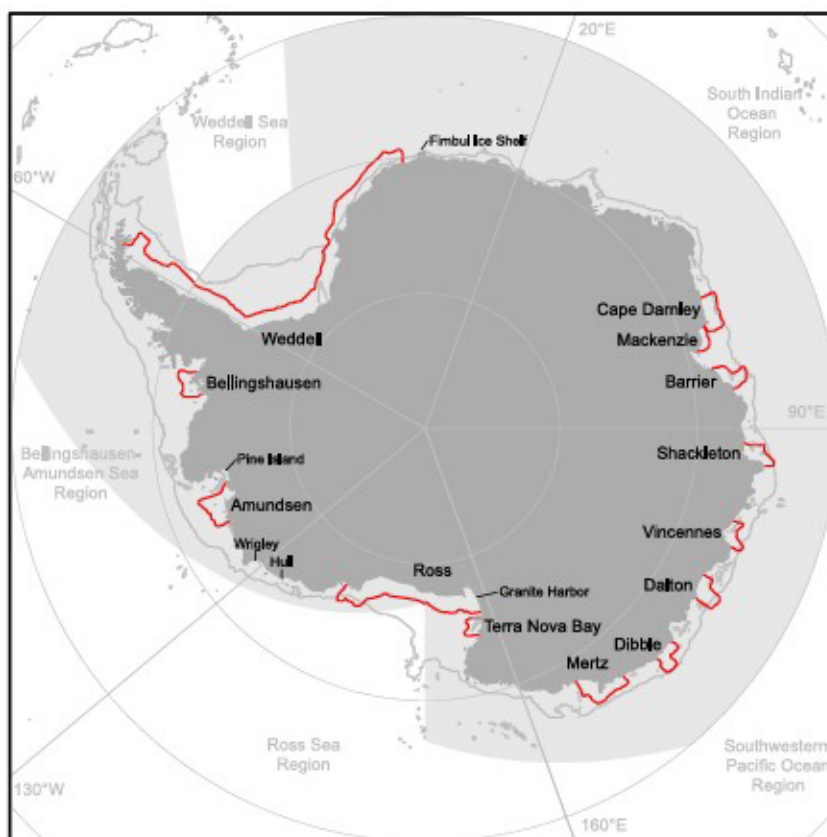 20°E
South Indian
Ocean
Region
Weddell Sea
Region
Fimbul Ice Shelf
60°W
Cape Darnley
Mackenzie
Weddell
Barrier
Bellingshausen
90°E
Bellingshausen-
Amundsen Sea
Region
Pine Island
Shackleton
Amundsen
Vincennes
Wrigley
Hull
Ross
Granite Harbor
Dalton
Terra Nova Bay
Dibble
Mertz
Ross Sea
Region
Southwestern
Pacific Ocean
Region
130°W
160°E